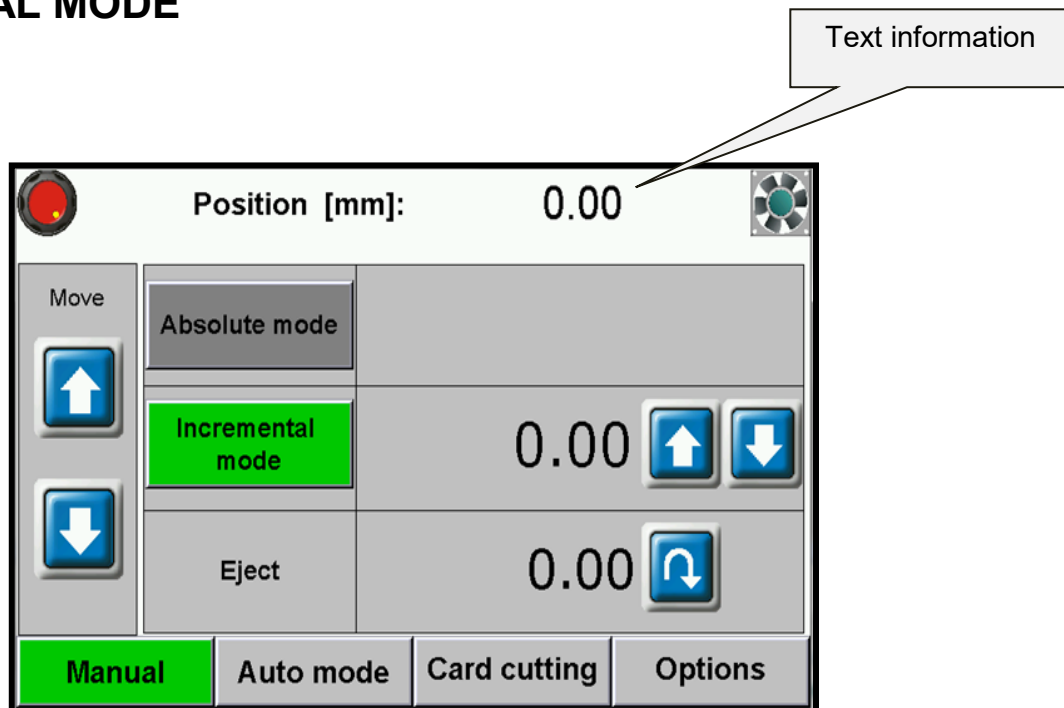 AL MODE
Text information
Position [mm]: 0.00
Move
Absolute mode
Incremental
mode
0.00
Eject 0.00
Manual Auto mode Card cutting Options